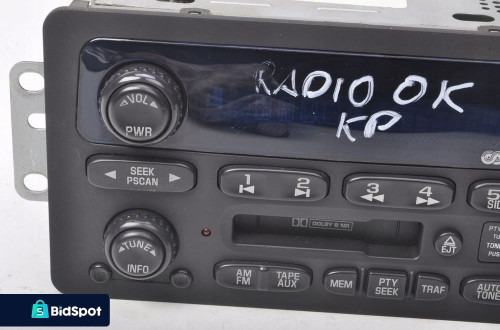 RADIO OK
KP
VOL
PWR
SEEK
PSCAN
1 2
3 4
TUNE
INFO
DOLBY B NR
AM
FM
TAPE
AUX
MEM
PTY
SEEK
TRAF
EJT
PTY
AUTO
TONE
BidSpot